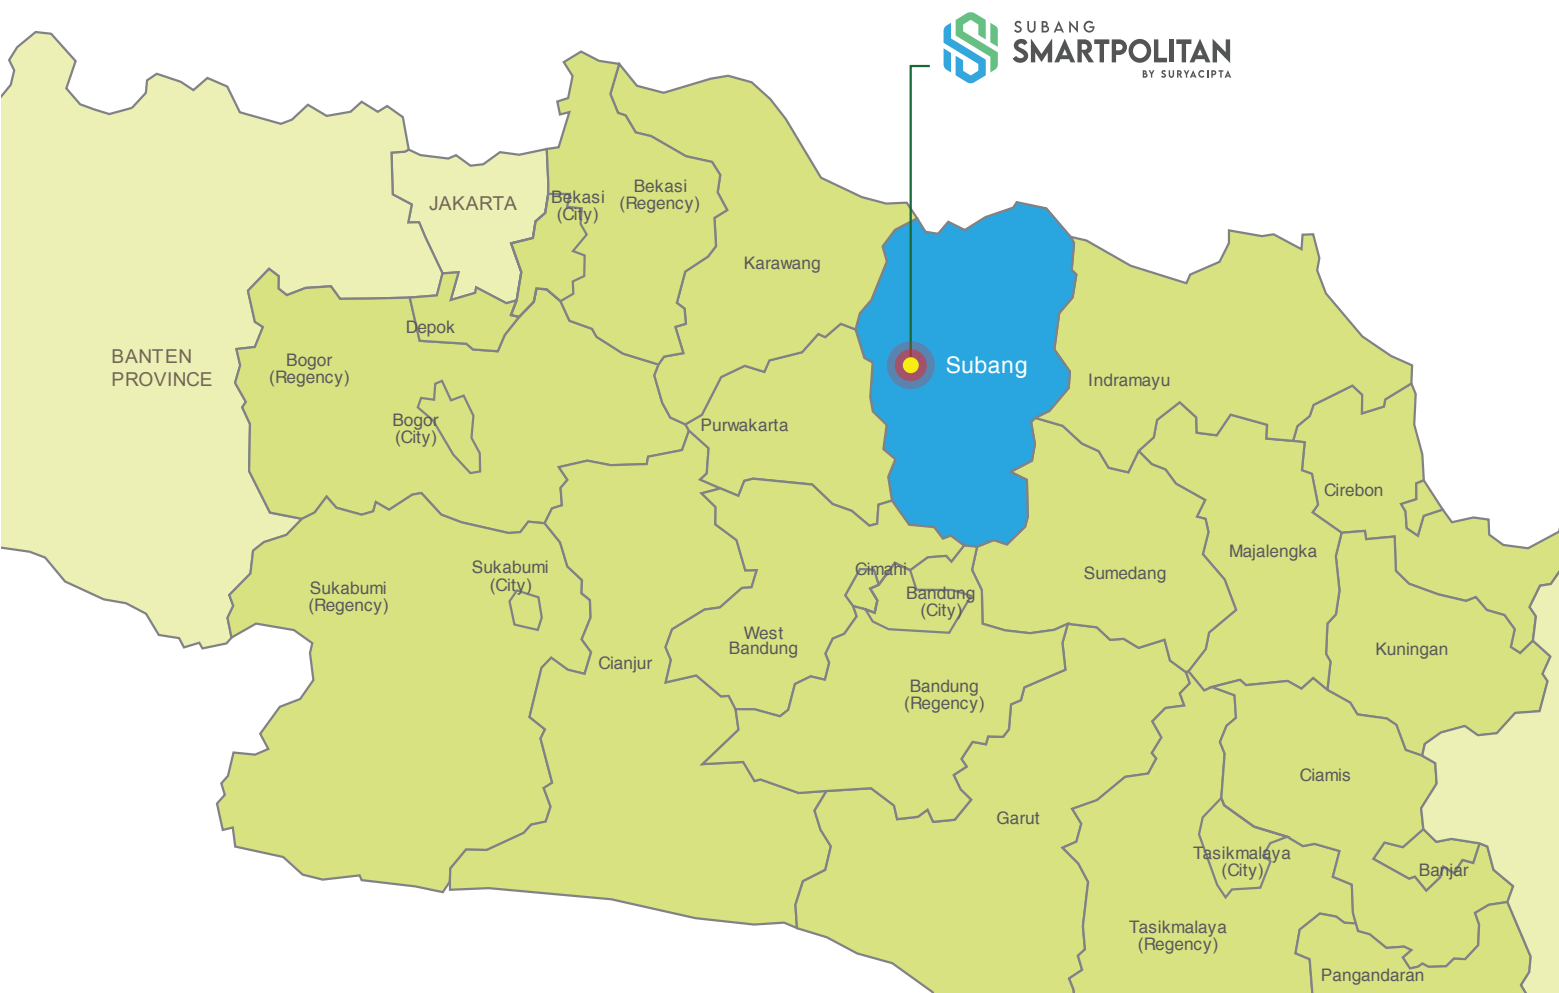 SUBANG
SMARTPOLITAN
BY SURYACIPTA
JAKARTA
Bekasi
(City)
Bekasi
(Regency)
Karawang
Depok
BANTEN
PROVINCE
Bogor
(Regency)
Bogor
(City)
Purwakarta
Subang
Indramayu
Cirebon
Majalengka
Sumedang
Kuningan
Sukabumi
(Regency)
Sukabumi
(City)
Cimahi
Bandung
(City)
West
Bandung
Cianjur
Bandung
(Regency)
Ciamis
Garut
Tasikmalaya
(City)
Banjar
Tasikmalaya
(Regency)
Pangandaran